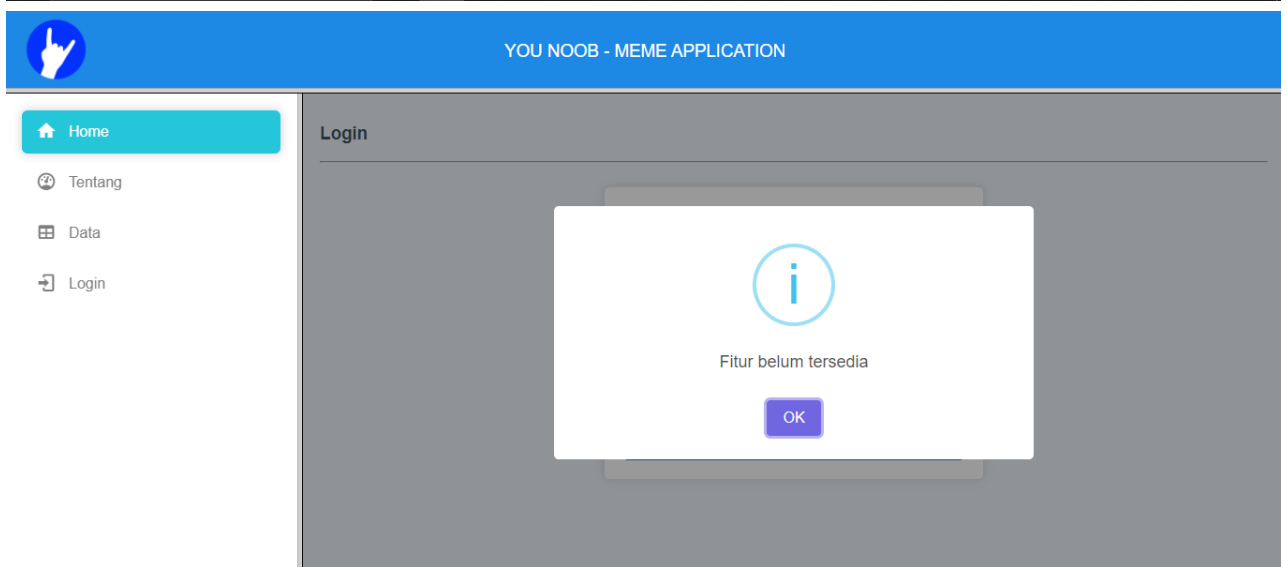 YOU NOOB - MEME APPLICATION
Home
Tentang
Data
Login
Login
Fitur belum tersedia
OK